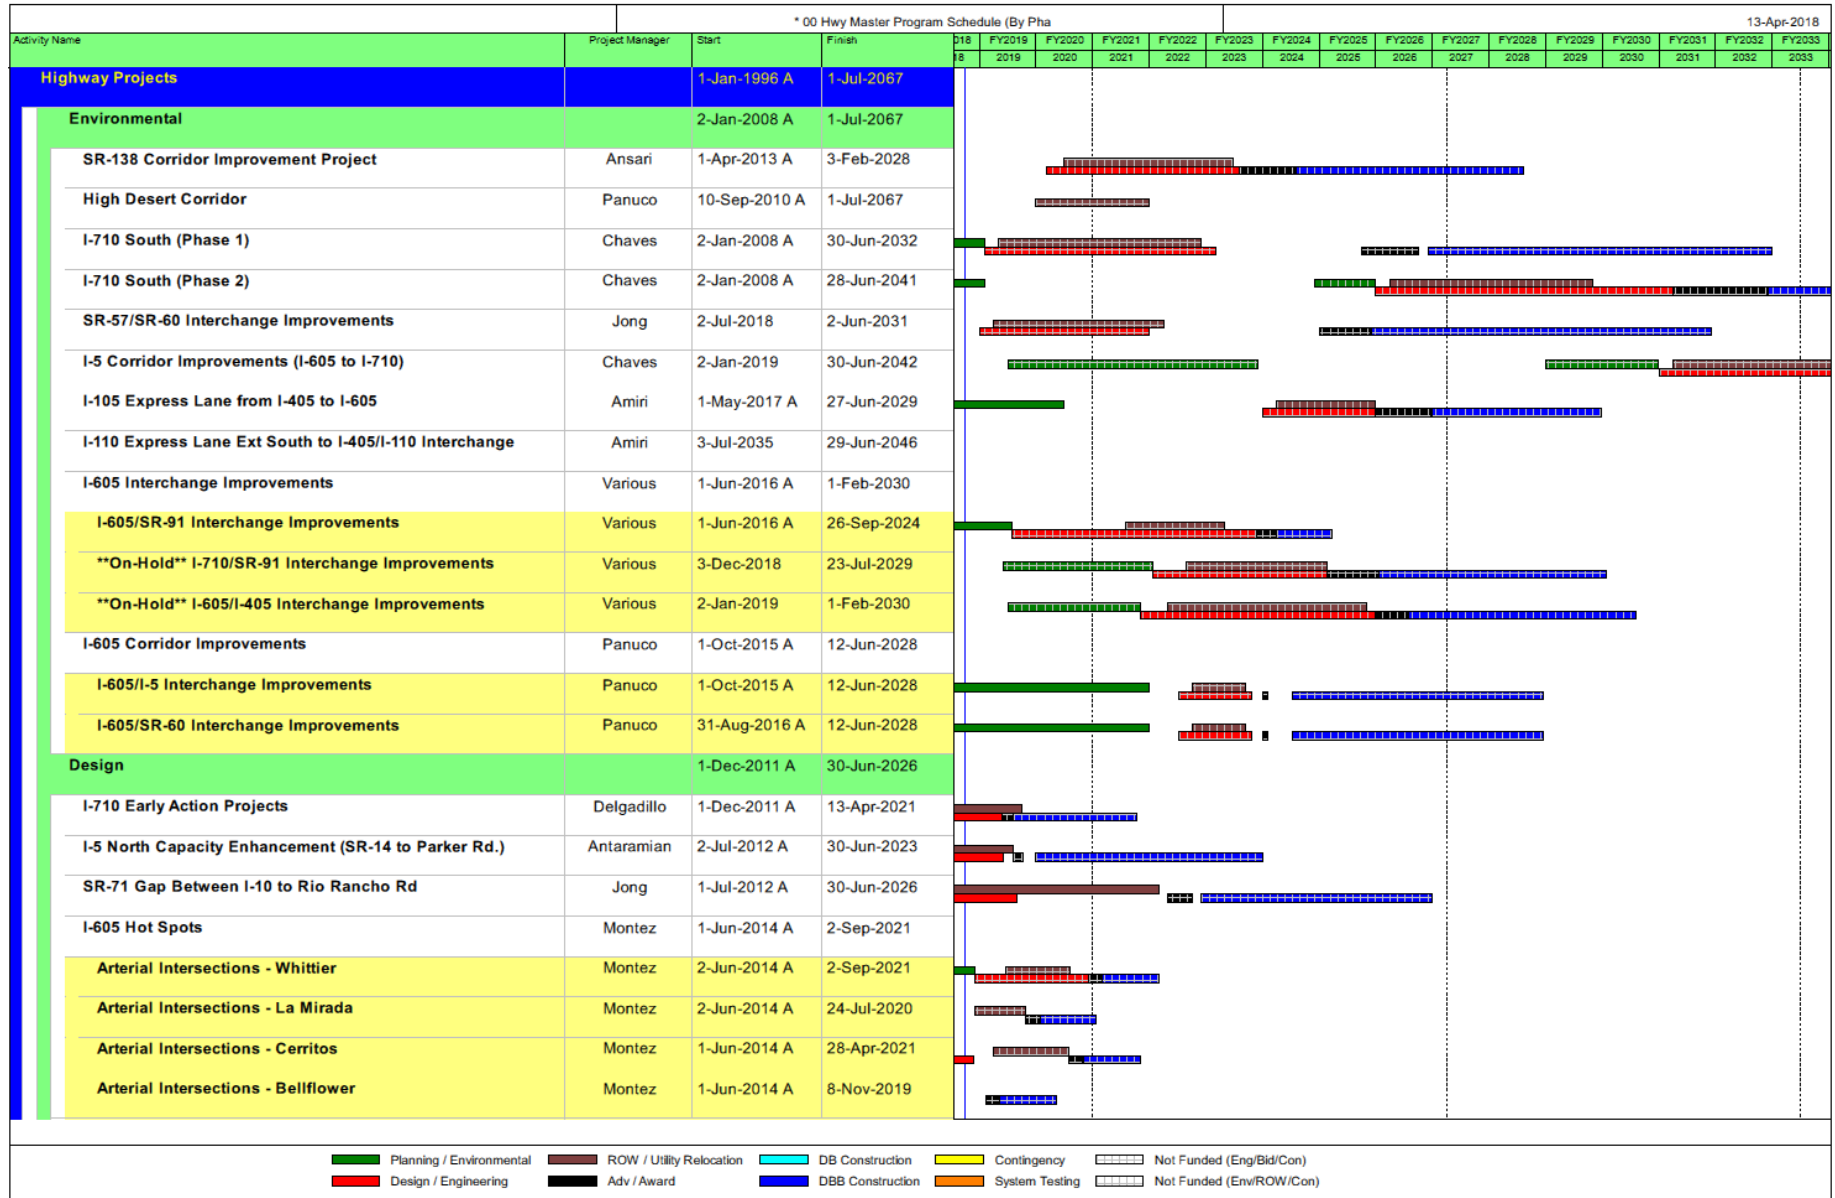 * 00 Hwy Master Program Schedule (By Pha 13-Apr-2018
Activity Name Project Manager Start Finish 018 FY2019 FY2020 FY2021 FY2022 FY2023 FY2024 FY2025 FY2026 FY2027 FY2028 FY2029 FY2030 FY2031 FY2032 FY2033
18 2019 2020 2021 2022 2023 2024 2025 2026 2027 2028 2029 2030 2031 2032 2033
Highway Projects 1-Jan-1996 A 1-Jul-2067
Environmental 2-Jan-2008 A 1-Jul-2067
SR-138 Corridor Improvement Project Ansari 1-Apr-2013 A 3-Feb-2028
High Desert Corridor Panuco 10-Sep-2010 A 1-Jul-2067
I-710 South (Phase 1) Chaves 2-Jan-2008 A 30-Jun-2032
I-710 South (Phase 2) Chaves 2-Jan-2008 A 28-Jun-2041
SR-57/SR-60 Interchange Improvements Jong 2-Jul-2018 2-Jun-2031
I-5 Corridor Improvements (I-605 to I-710) Chaves 2-Jan-2019 30-Jun-2042
I-105 Express Lane from I-405 to I-605 Amiri 1-May-2017 A 27-Jun-2029
I-110 Express Lane Ext South to I-405/I-110 Interchange Amiri 3-Jul-2035 29-Jun-2046
I-605 Interchange Improvements Various 1-Jun-2016 A 1-Feb-2030
I-605/SR-91 Interchange Improvements Various 1-Jun-2016 A 26-Sep-2024
**On-Hold** I-710/SR-91 Interchange Improvements Various 3-Dec-2018 23-Jul-2029
**On-Hold** I-605/I-405 Interchange Improvements Various 2-Jan-2019 1-Feb-2030
I-605 Corridor Improvements Panuco 1-Oct-2015 A 12-Jun-2028
I-605/I-5 Interchange Improvements Panuco 1-Oct-2015 A 12-Jun-2028
I-605/SR-60 Interchange Improvements Panuco 31-Aug-2016 A 12-Jun-2028
Design 1-Dec-2011 A 30-Jun-2026
I-710 Early Action Projects Delgadillo 1-Dec-2011 A 13-Apr-2021
I-5 North Capacity Enhancement (SR-14 to Parker Rd.) Antaramian 2-Jul-2012 A 30-Jun-2023
SR-71 Gap Between I-10 to Rio Rancho Rd Jong 1-Jul-2012 A 30-Jun-2026
I-605 Hot Spots Montez 1-Jun-2014 A 2-Sep-2021
Arterial Intersections - Whittier Montez 2-Jun-2014 A 2-Sep-2021
Arterial Intersections - La Mirada Montez 2-Jun-2014 A 24-Jul-2020
Arterial Intersections - Cerritos Montez 1-Jun-2014 A 28-Apr-2021
Arterial Intersections - Bellflower Montez 1-Jun-2014 A 8-Nov-2019
Planning / Environmental ROW / Utility Relocation DB Construction Contingency Not Funded (Eng/Bid/Con)
Design / Engineering Adv / Award DBB Construction System Testing Not Funded (Env/ROW/Con)